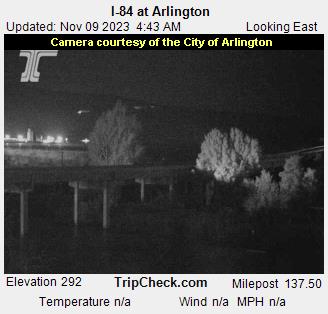 I-84 at Arlington
Updated: Nov 09 2023 4:43 AM Looking East
Camera courtesy of the City of Arlington
Elevation 292 TripCheck.com Milepost 137.50
Temperature n/a Wind n/a MPH n/a